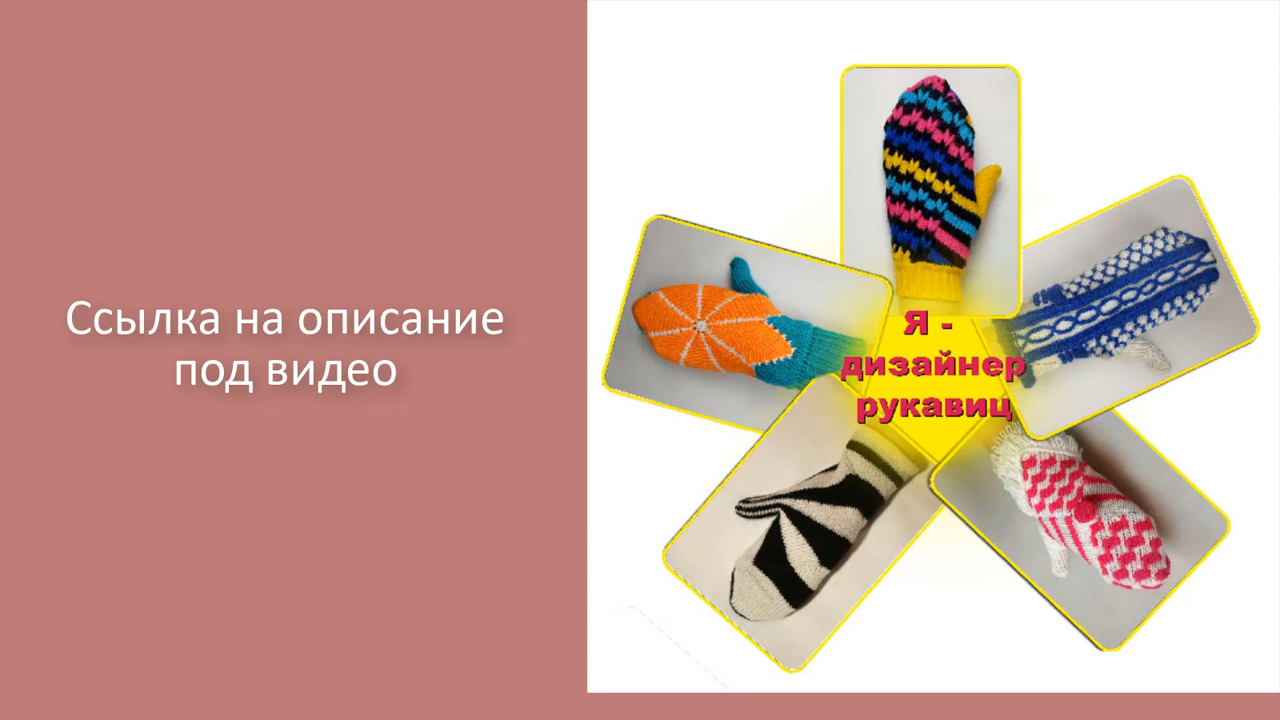 Ссылка на описание
под видео
Я -
дизайнер
рукавиц